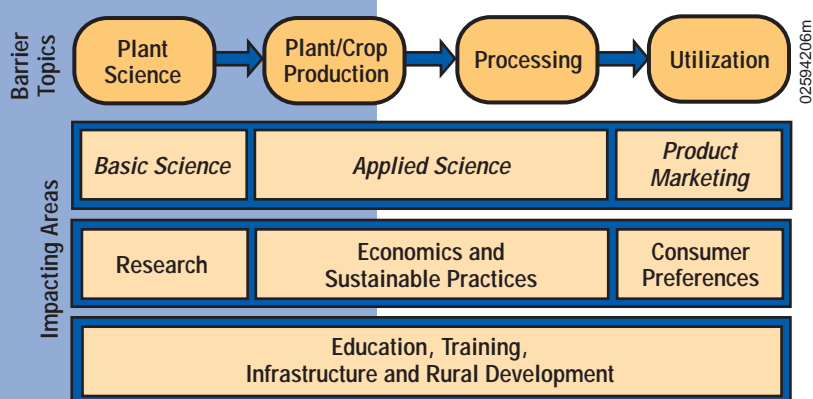 Barrier
Topics
Plant
Science
Plant/Crop
Production
Processing
Utilization
02594206m
Impacting Areas
Basic Science
Applied Science
Product
Marketing
Research
Economics and
Sustainable Practices
Consumer
Preferences
Education, Training,
Infrastructure and Rural Development